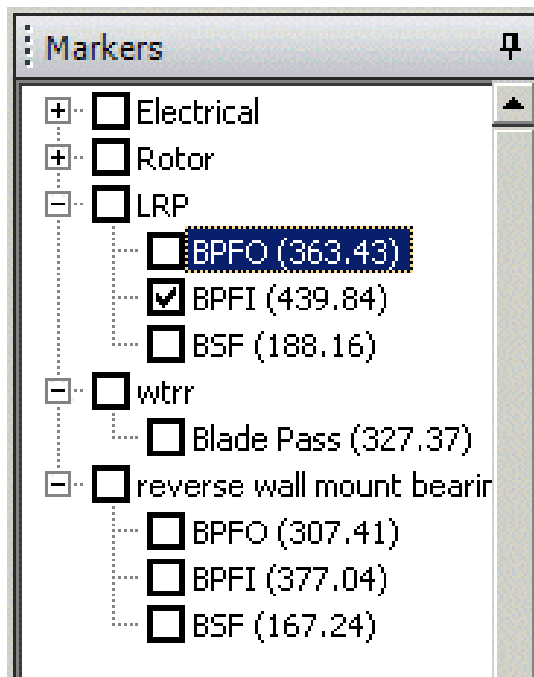 Markers
Electrical
Rotor
LRP
BPFO (363.43)
BPFI (439.84)
BSF (188.16)
wtrr
Blade Pass (327.37)
reverse wall mount bearir
BPFO (307.41)
BPFI (377.04)
BSF (167.24)